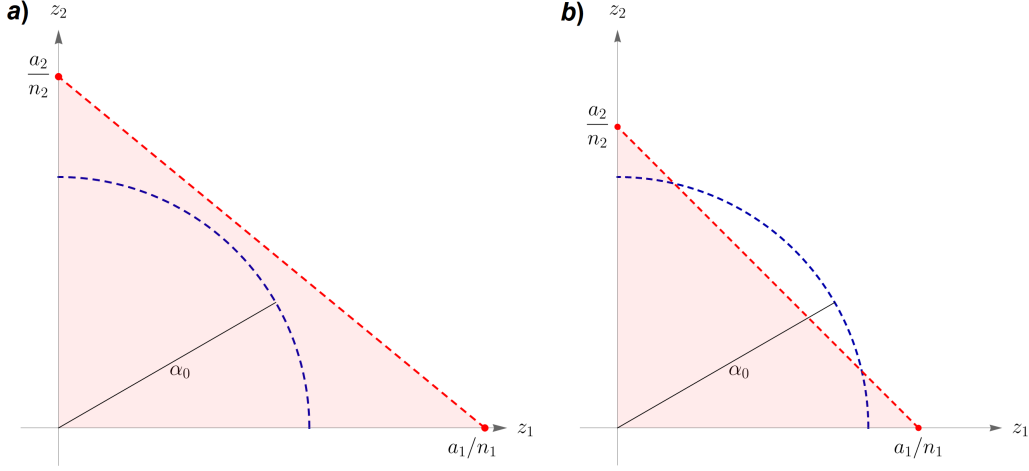 a)
z₂
a₂
n₂
α₀
z₁
a₁/n₁
b)
z₂
a₂
n₂
α₀
z₁
a₁/n₁